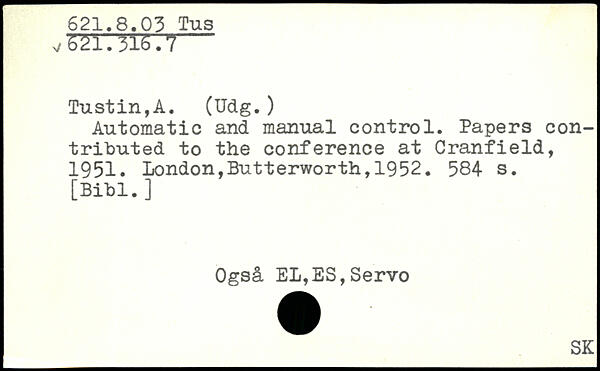 621.8.03 Tus
√621.316.7
Tustin,A. (Udg.)
Automatic and manual control. Papers con-
tributed to the conference at Cranfield,
1951. London,Butterworth,1952. 584 s.
[Bibl.]
Også EL,ES,Servo
SK